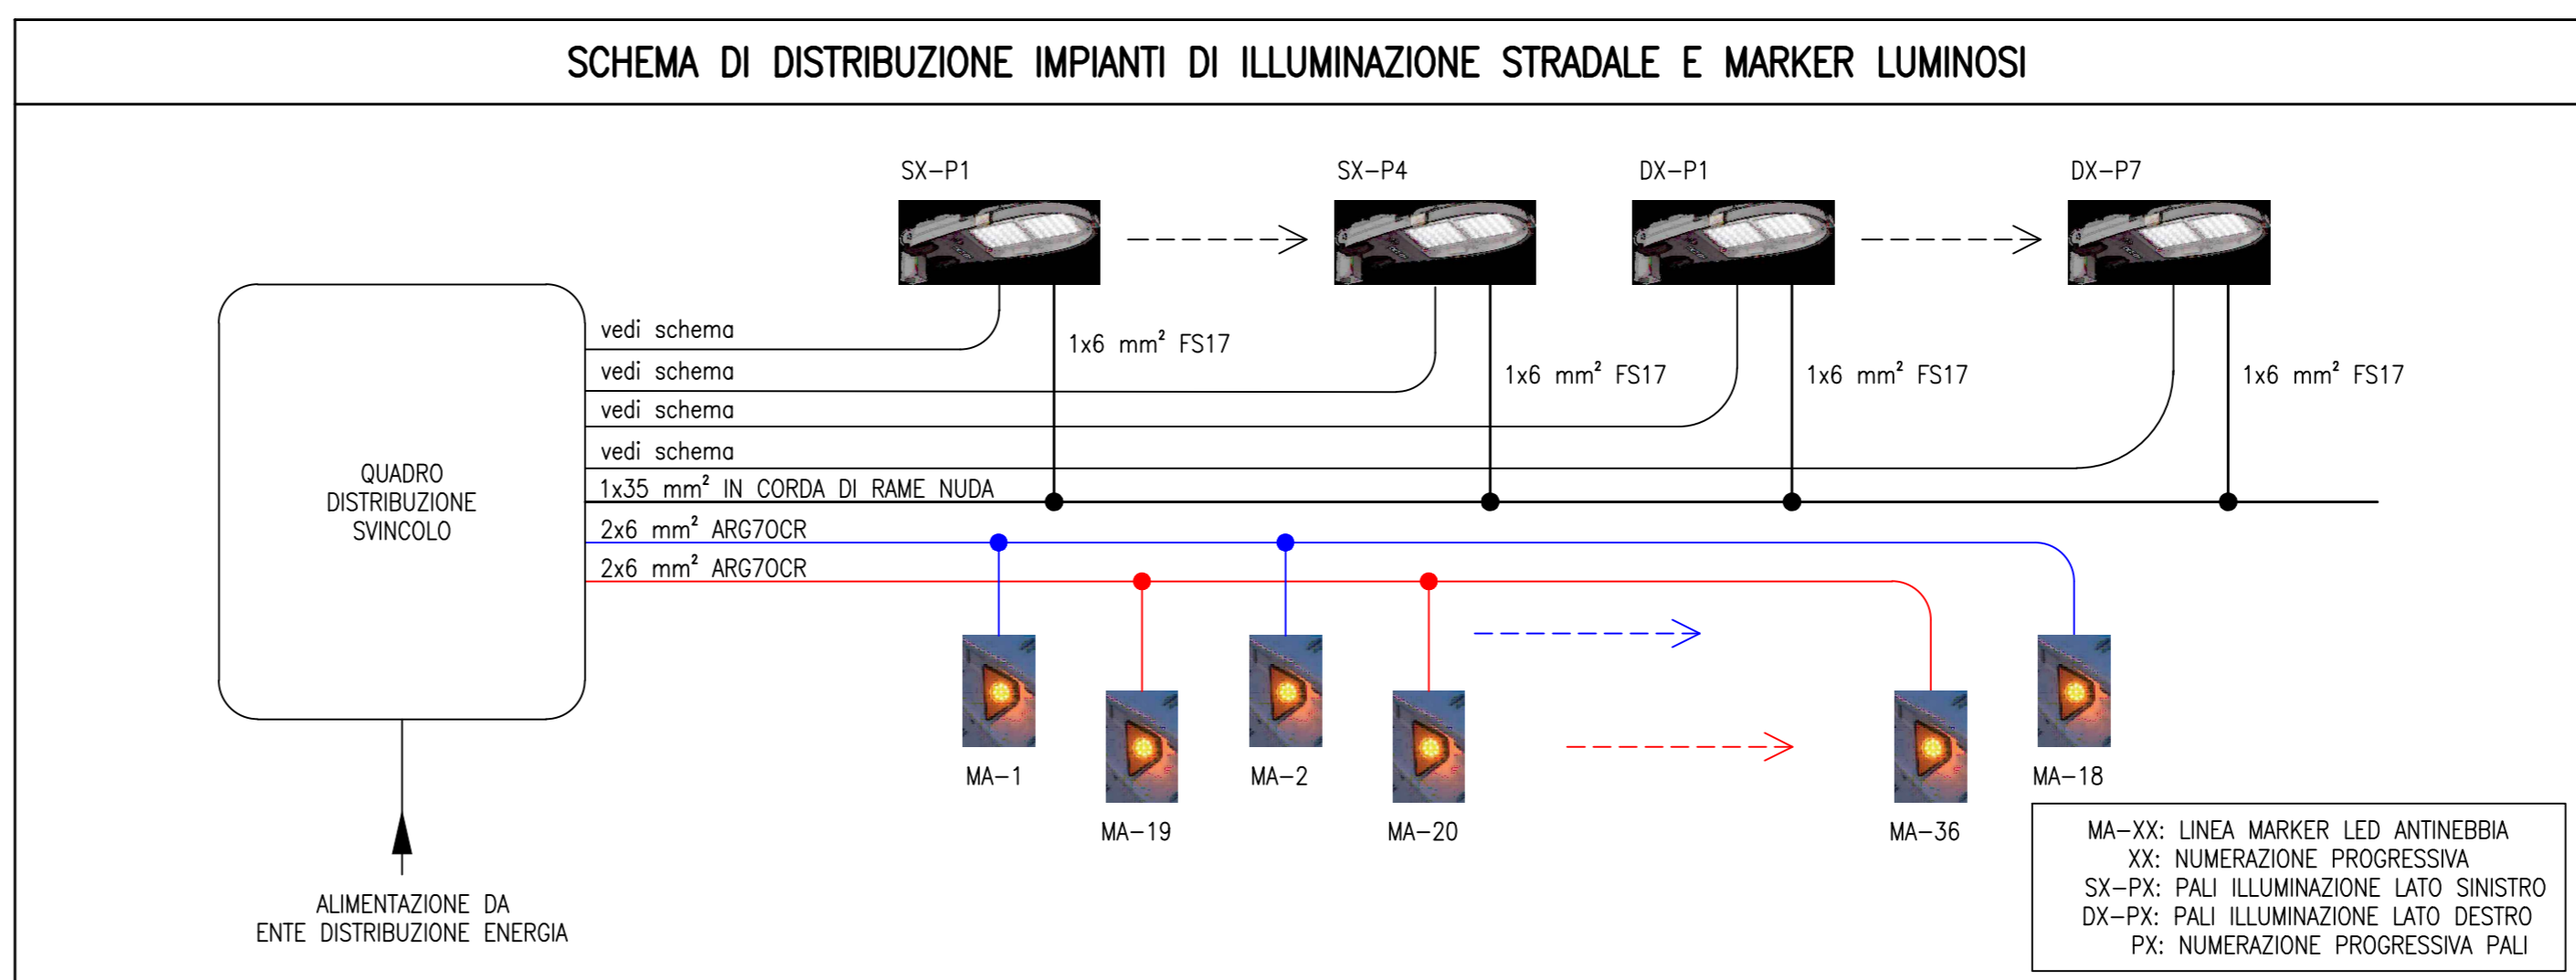 SCHEMA DI DISTRIBUZIONE IMPIANTI DI ILLUMINAZIONE STRADALE E MARKER LUMINOSI
SX-P1
SX-P4
DX-P1
DX-P7
vedi schema
1x6 mm² FS17
vedi schema
1x6 mm² FS17
1x6 mm² FS17
1x6 mm² FS17
vedi schema
vedi schema
QUADRO
DISTRIBUZIONE
SVINCOLO
1x35 mm² IN CORDA DI RAME NUDA
2x6 mm² ARG7OCR
2x6 mm² ARG7OCR
MA-1
MA-2
MA-18
MA-19
MA-20
MA-36
ALIMENTAZIONE DA
ENTE DISTRIBUZIONE ENERGIA
MA-XX: LINEA MARKER LED ANTINEBBIA
XX: NUMERAZIONE PROGRESSIVA
SX-PX: PALI ILLUMINAZIONE LATO SINISTRO
DX-PX: PALI ILLUMINAZIONE LATO DESTRO
PX: NUMERAZIONE PROGRESSIVA PALI